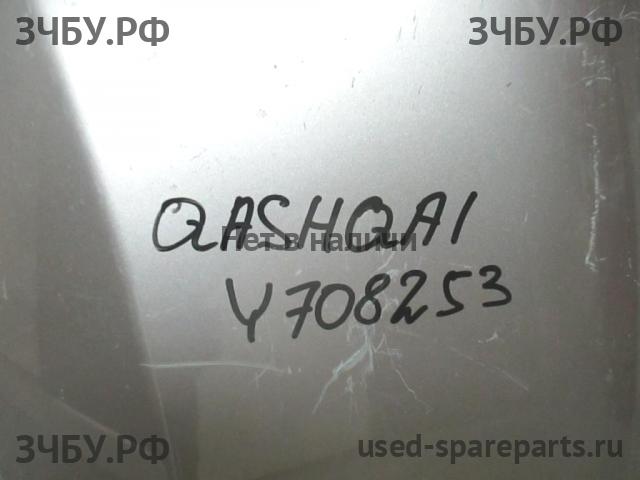 ЗЧБУ.РФ ЗЧБУ.РФ
QASHQAI
Нет в наличии
Y708253
ЗЧБУ.РФ used-spareparts.ru